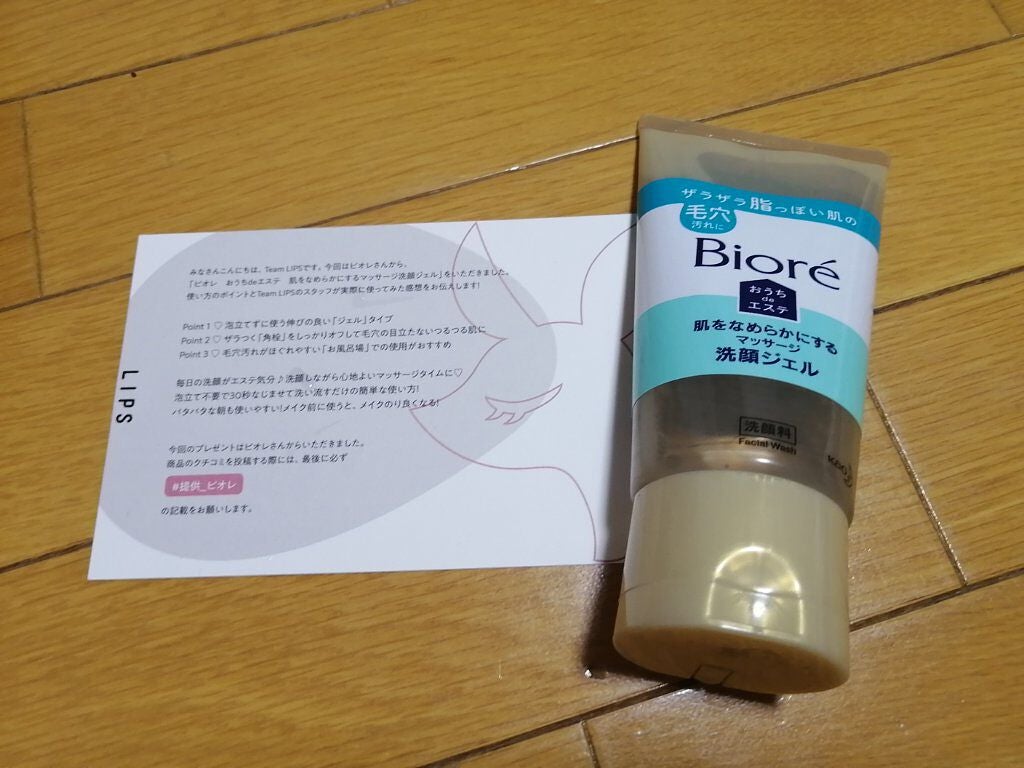 みなさんこんにちは、Team LIPSです。今回はビオレさんから、
「ビオレ　おうちdeエステ　肌をなめらかにするマッサージ洗顔ジェル」をいただきました。
使い方のポイントとTeam LIPSのスタッフが実際に使ってみた感想をお伝えします!
Point 1 ♡ 泡立てずに使う伸びの良い「ジェル」タイプ
Point 2 ♡ ザラつく「角栓」をしっかりオフして毛穴の目立たないつるつる肌に
Point 3 ♡ 毛穴汚れがほぐれやすい「お風呂場」での使用がおすすめ
毎日の洗顔がエステ気分♪洗顔しながら心地よいマッサージタイムに♡
泡立て不要で30秒なじませて洗い流すだけの簡単な使い方!
バタバタな朝も使いやすい!メイク前に使うと、メイクのり良くなる!
今回のプレゼントはビオレさんからいただきました。
商品のクチコミを投稿する際には、最後に必ず
#提供_ビオレ
の記載をお願いします。
LIPS
ザラザラ脂っぽい肌の
毛穴
汚れに
Bioré
おうち
de
エステ
肌をなめらかにする
マッサージ
洗顔ジェル
洗顔料
Facial Wash